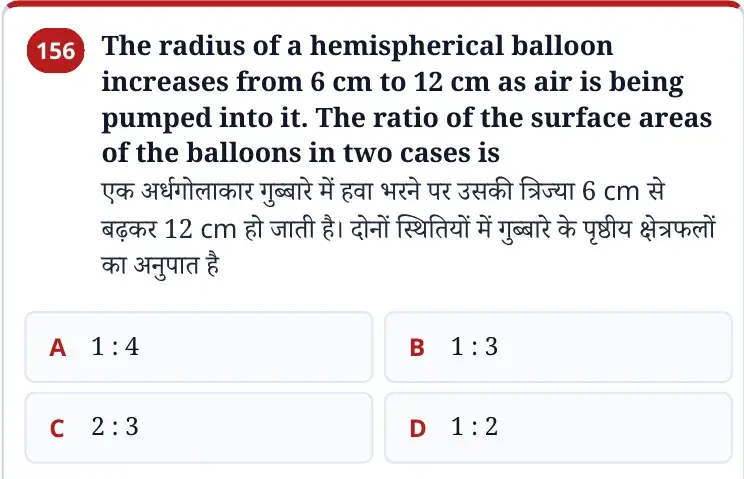 156
The radius of a hemispherical balloon
increases from 6 cm to 12 cm as air is being
pumped into it. The ratio of the surface areas
of the balloons in two cases is
एक अर्धगोलाकार गुब्बारे में हवा भरने पर उसकी त्रिज्या 6 cm से
बढ़कर 12 cm हो जाती है। दोनों स्थितियों में गुब्बारे के पृष्ठीय क्षेत्रफलों
का अनुपात है
A 1 : 4
B 1 : 3
C 2 : 3
D 1 : 2